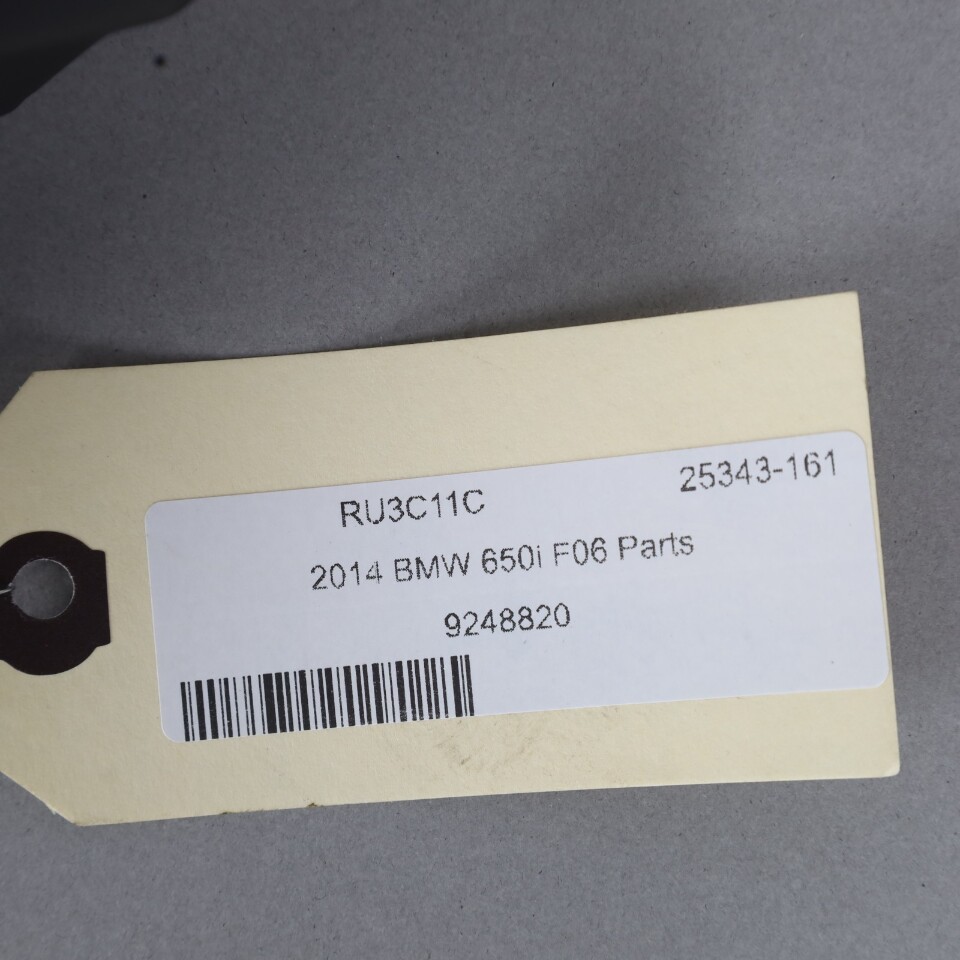 RU3C11C 25343-161
2014 BMW 650i F06 Parts
9248820